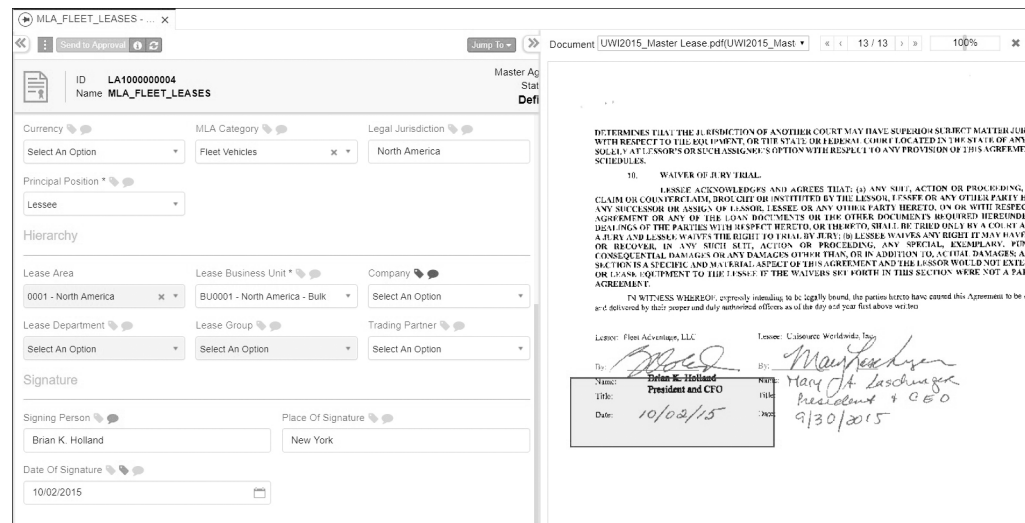 MLA_FLEET_LEASES - ...
Send to Approval
Jump To
ID LA1000000004
Name MLA_FLEET_LEASES
Master Ag
Stat
Defi
Currency
MLA Category
Legal Jurisdiction
Select An Option
Fleet Vehicles
North America
Principal Position *
Lessee
Hierarchy
Lease Area
Lease Business Unit *
Company
0001 - North America
BU0001 - North America - Bulk
Select An Option
Lease Department
Lease Group
Trading Partner
Select An Option
Select An Option
Select An Option
Signature
Signing Person
Place Of Signature
Brian K. Holland
New York
Date Of Signature
10/02/2015
Document UWI2015_Master Lease.pdf(UWI2015_Mast
13 / 13
100%
DETERMINES THAT THE JURISDICTION OF ANOTHER COURT MAY HAVE SUPERIOR SUBJECT MATTER JUR
WITH RESPECT TO THE EQUIPMENT, OR THE STATE OR FEDERAL COURT LOCATED IN THE STATE OF ANY
SOLELY AT LESSOR'S OR SUCH ASSIGNEE'S OPTION WITH RESPECT TO ANY PROVISION OF THIS AGREEME
SCHEDULES.
10. WAIVER OF JURY TRIAL.
LESSEE ACKNOWLEDGES AND AGREES THAT: (a) ANY SUIT, ACTION OR PROCEEDING,
CLAIM OR COUNTERCLAIM, BROUGHT OR INSTITUTED BY THE LESSOR, LESSEE OR ANY OTHER PARTY H
ANY SUCCESSOR OR ASSIGN OF LESSOR, LESSEE OR ANY OTHER PARTY HERETO, ON OR WITH RESPEC
AGREEMENT OR ANY OF THE LOAN DOCUMENTS OR THE OTHER DOCUMENTS REQUIRED HEREUNDE
DEALINGS OF THE PARTIES WITH RESPECT HERETO, OR THERETO, SHALL BE TRIED ONLY BY A COURT A
A JURY AND LESSEE WAIVES THE RIGHT TO TRIAL BY JURY; (b) LESSEE WAIVES ANY RIGHT IT MAY HAVE
OR RECOVER, IN ANY SUCH SUIT, ACTION OR PROCEEDING, ANY SPECIAL, EXEMPLARY, PUN
CONSEQUENTIAL DAMAGES OR ANY DAMAGES OTHER THAN, OR IN ADDITION TO, ACTUAL DAMAGES; A
SECTION IS A SPECIFIC AND MATERIAL ASPECT OF THIS AGREEMENT AND THE LESSOR WOULD NOT EXTE
OR LEASE EQUIPMENT TO THE LESSEE IF THE WAIVERS SET FORTH IN THIS SECTION WERE NOT A PAR
AGREEMENT.
IN WITNESS WHEREOF, expressly intending to be legally bound, the parties hereto have caused this Agreement to be
and delivered by their proper and duly authorized officers as of the day and year first above written
Lessor: Fleet Advantage, LLC
Lessee: Unisource Worldwide, Inc.
By:
By:
Name: Brian K. Holland
Title: President and CFO
Date: 10/02/15
Name: Mary A. Laschinger
Title: President + CEO
Date: 9/30/2015